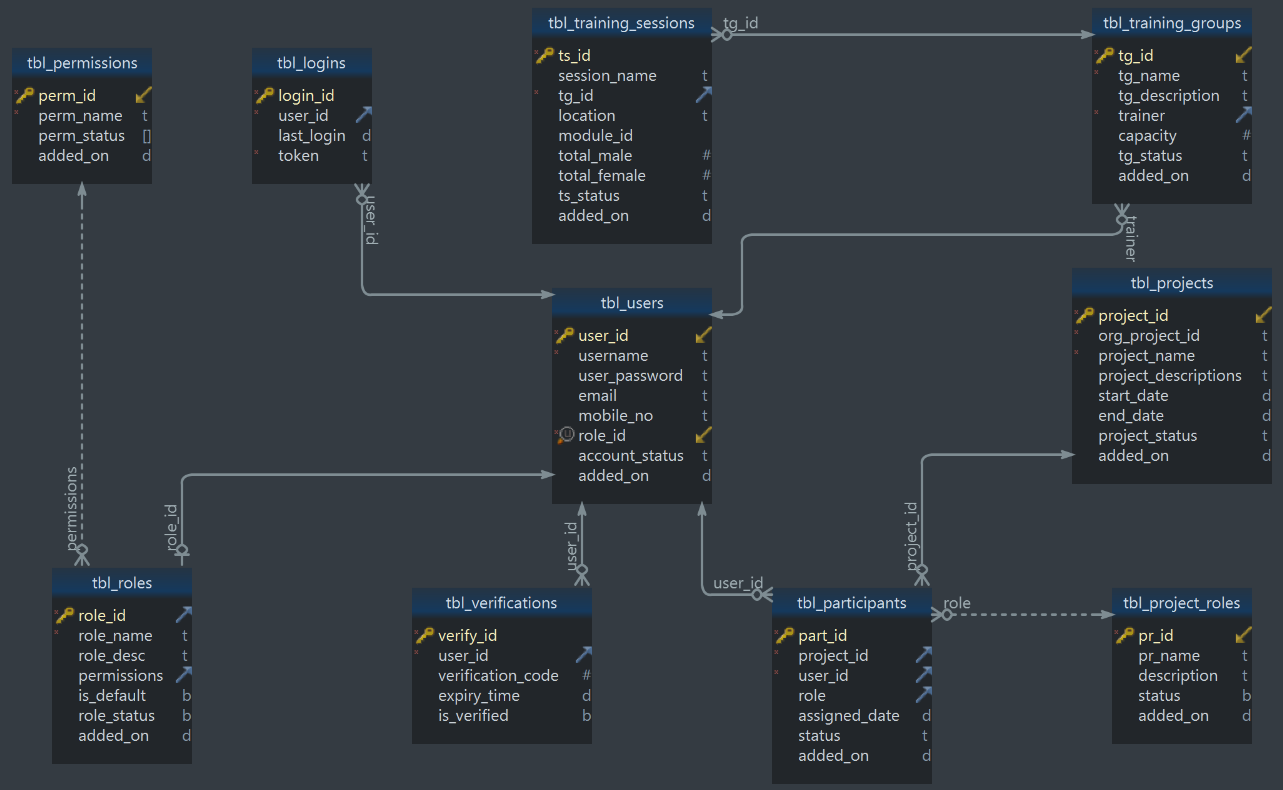 tbl_training_sessions
ts_id
session_name t
tg_id
location t
module_id
total_male #
total_female #
ts_status t
added_on d
tg_id
tbl_training_groups
tg_id
tg_name t
tg_description t
trainer
capacity #
tg_status t
added_on d
trainer
tbl_permissions
perm_id
perm_name t
perm_status []
added_on d
tbl_logins
login_id
user_id
last_login d
token t
user_id
tbl_users
user_id
username t
user_password t
email t
mobile_no t
role_id
account_status t
added_on d
tbl_projects
project_id
org_project_id t
project_name t
project_descriptions t
start_date d
end_date d
project_status t
added_on d
permissions
role_id
user_id
user_id
project_id
role
tbl_roles
role_id
role_name t
role_desc t
permissions
is_default b
role_status b
added_on d
tbl_verifications
verify_id
user_id
verification_code #
expiry_time d
is_verified b
tbl_participants
part_id
project_id
user_id
role
assigned_date d
status t
added_on d
tbl_project_roles
pr_id
pr_name t
description t
status b
added_on d